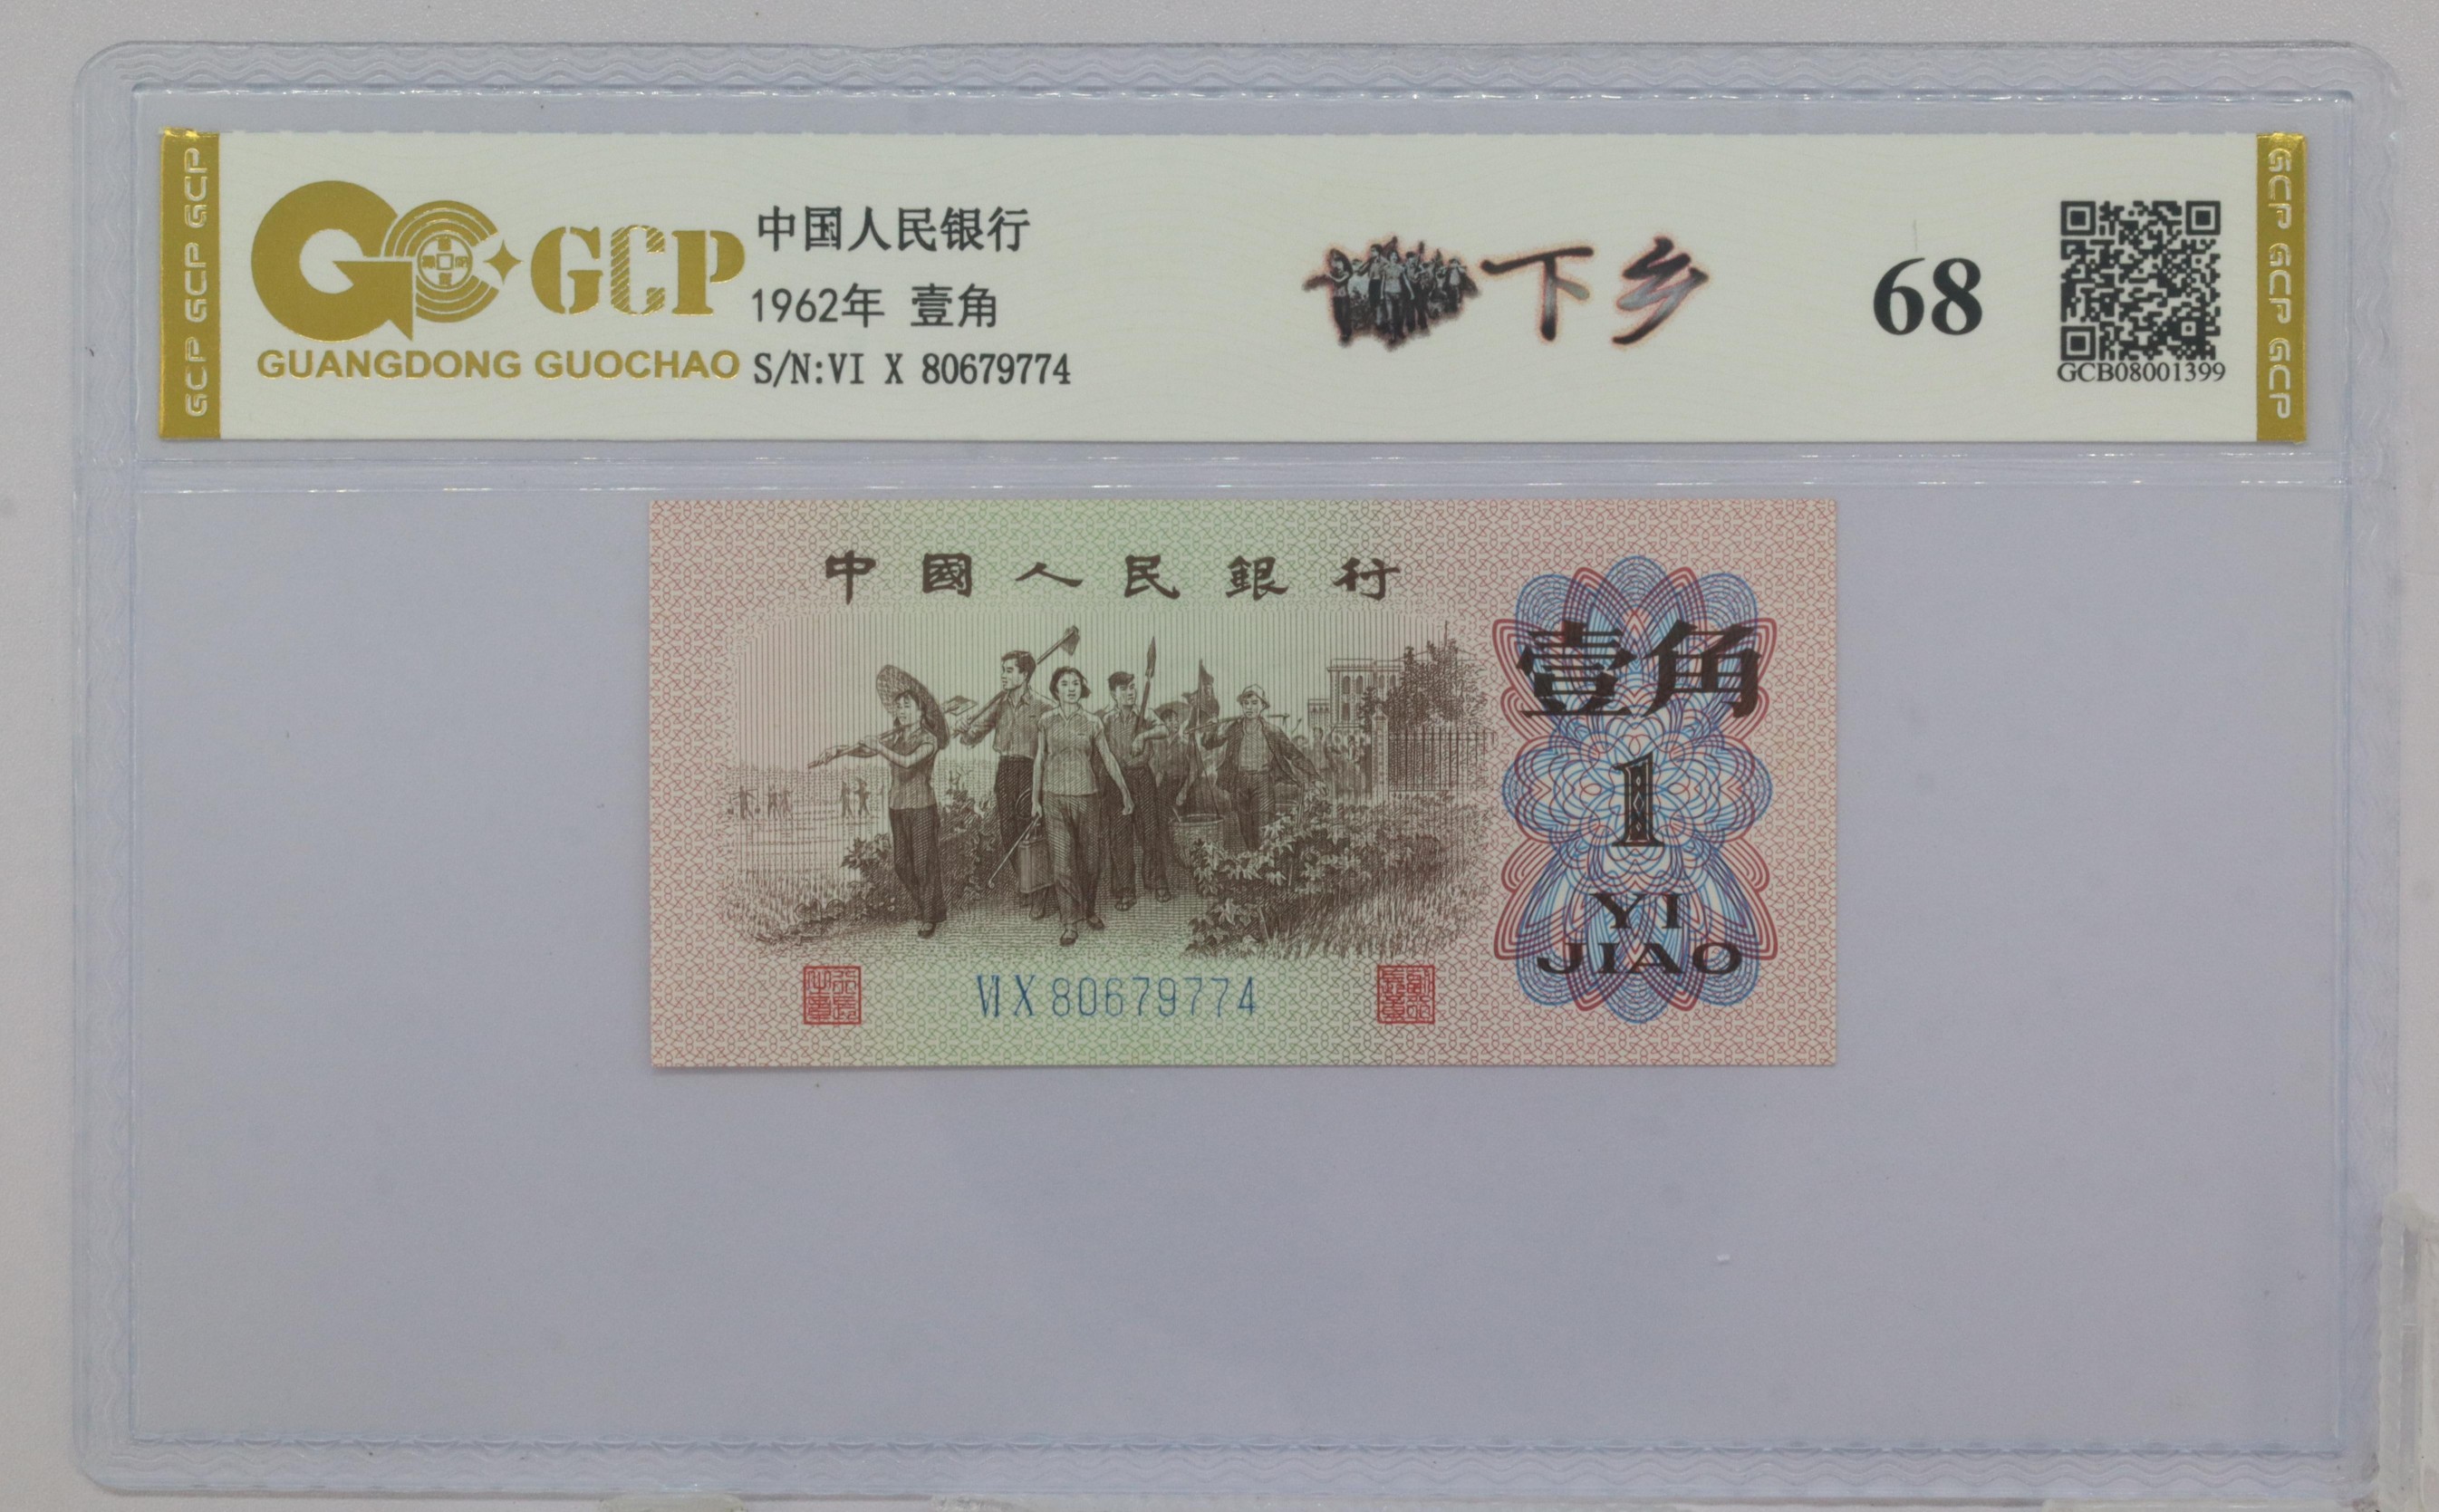 GCP GCP GCP
GCP
GUANGDONG GUOCHAO
中国人民银行
1962年 壹角
S/N:VI X 80679774
下乡
68
GCB08001399
GCP GCP GCP
中國人民銀行
壹角
1
YI
JIAO
VI X 80679774